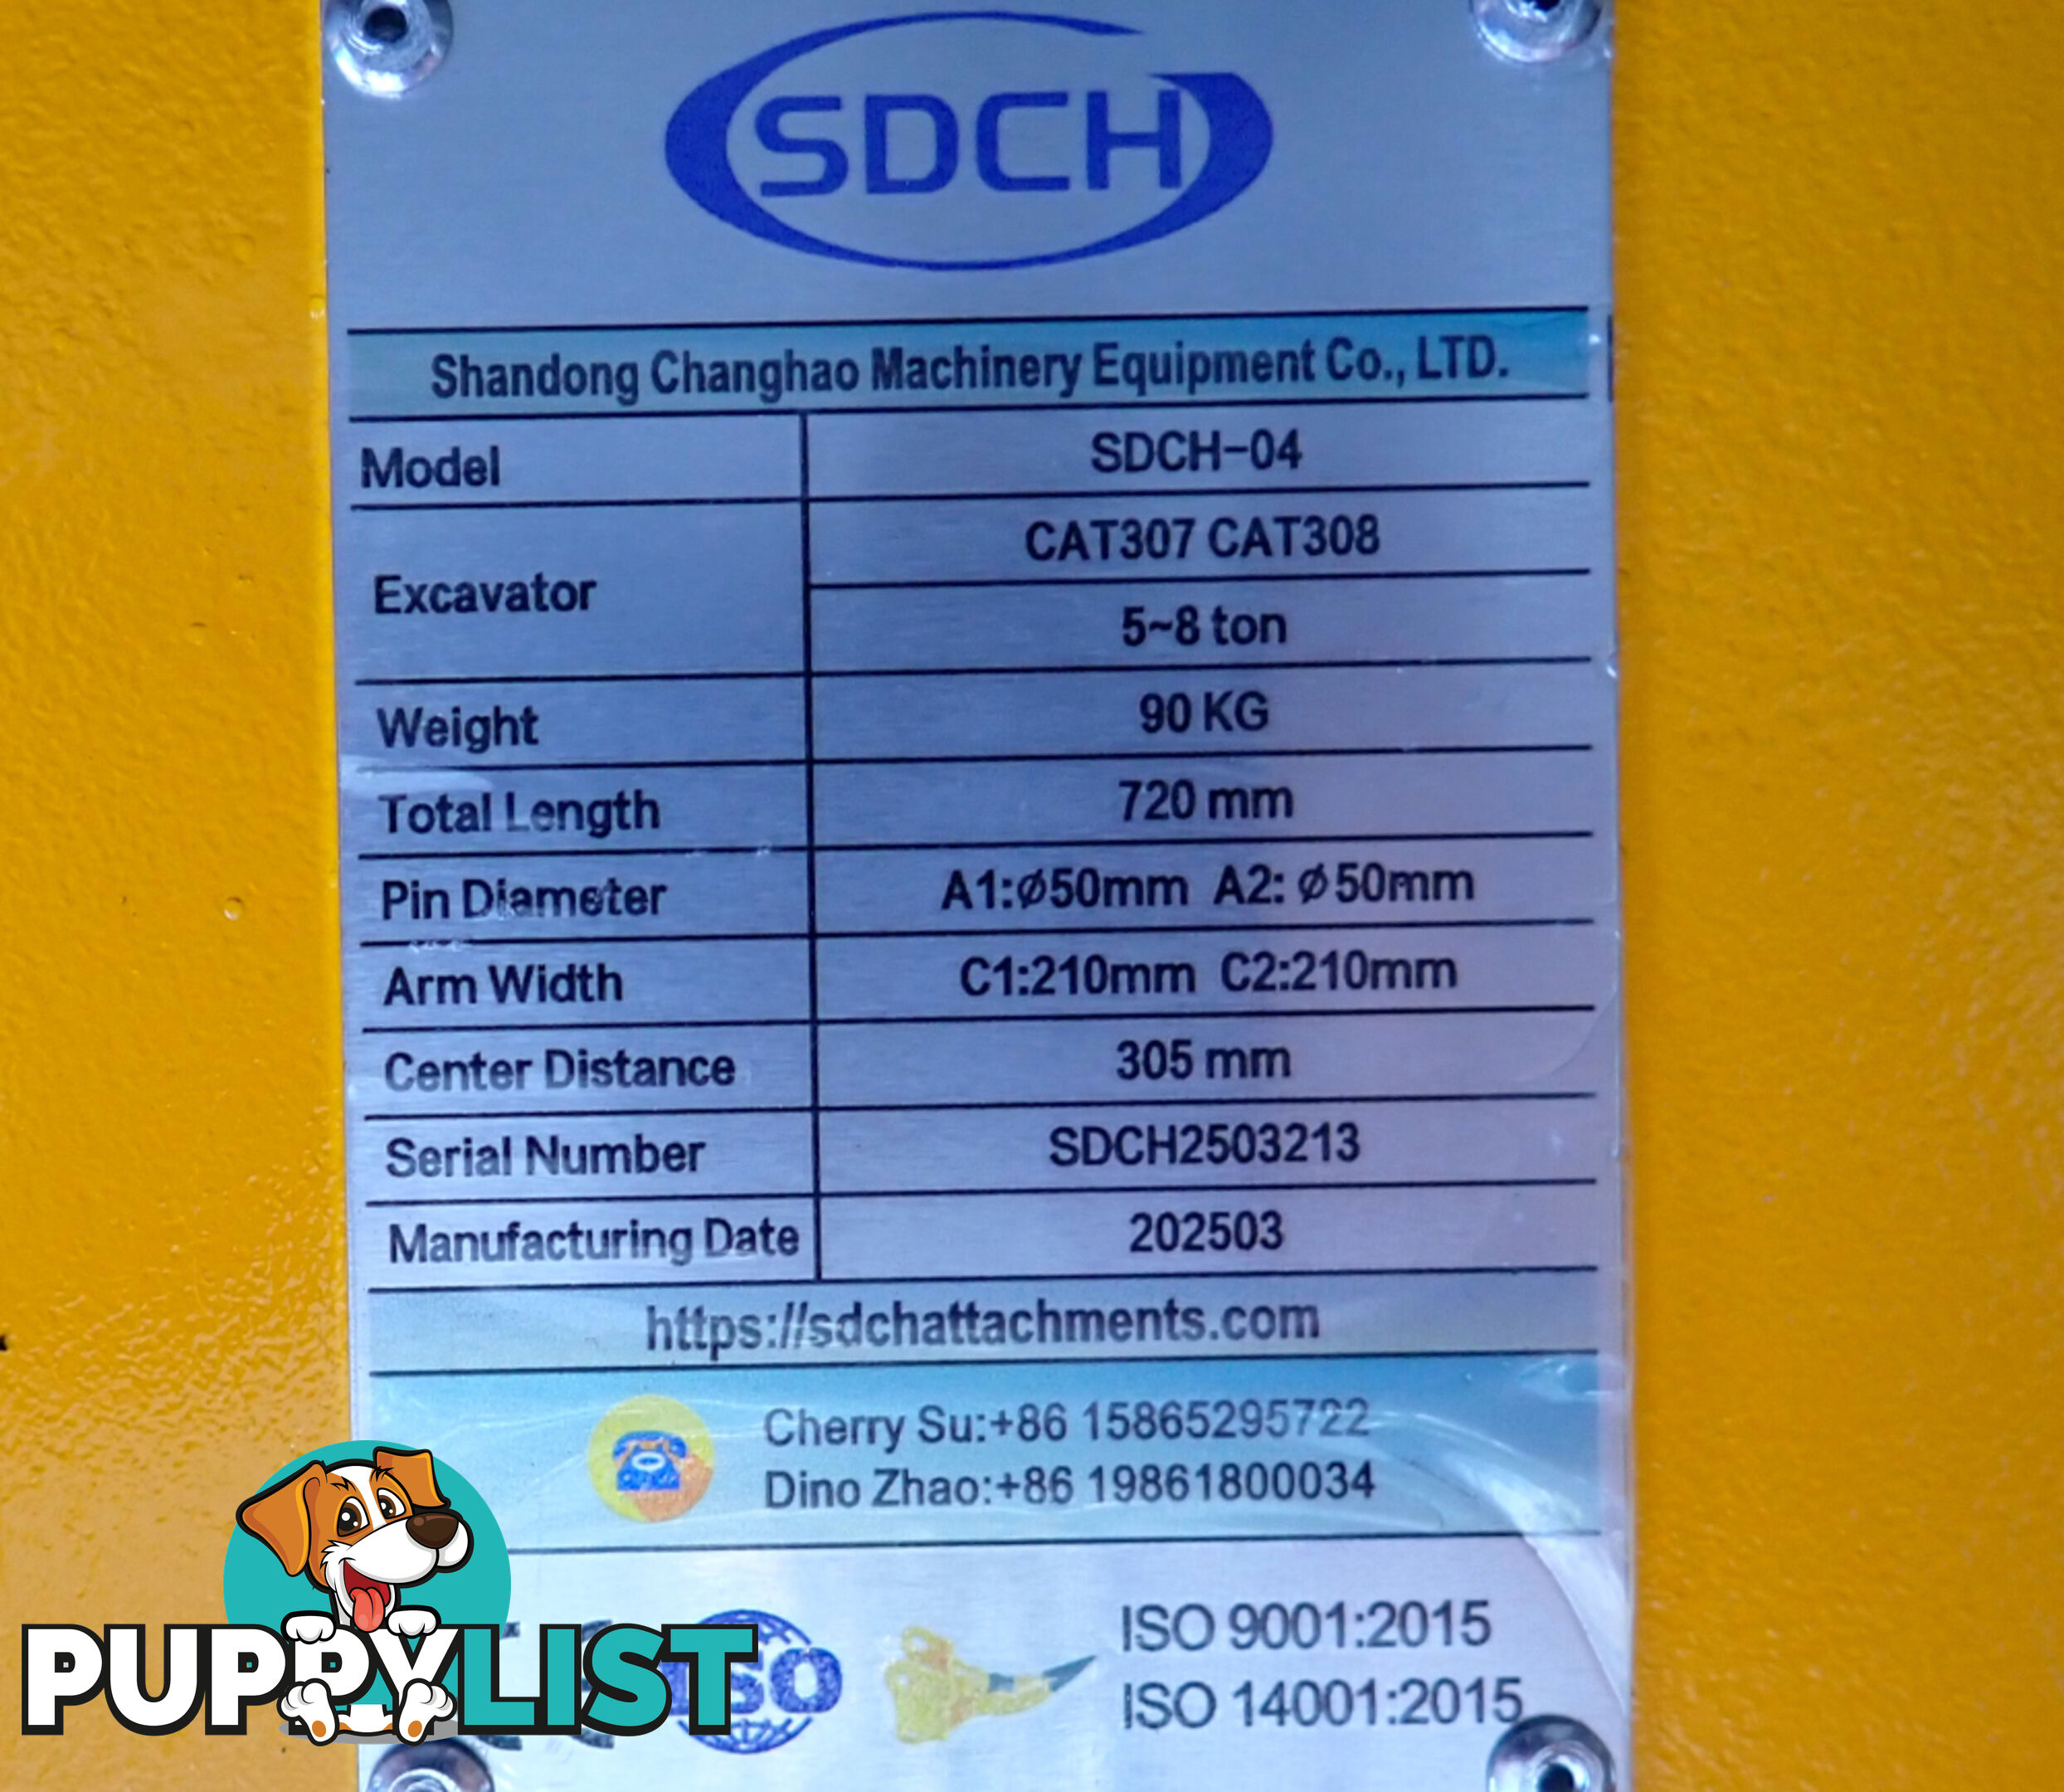 SDCH
Shandong Changhao Machinery Equipment Co., LTD.
Model SDCH-04
Excavator CAT307 CAT308
5~8 ton
Weight 90 KG
Total Length 720 mm
Pin Diameter A1:Ø50mm A2: Ø50mm
Arm Width C1:210mm C2:210mm
Center Distance 305 mm
Serial Number SDCH2503213
Manufacturing Date 202503
https://sdchattachments.com
Cherry Su:+86 15865295722
Dino Zhao:+86 19861800034
ISO ISO 9001:2015
ISO 14001:2015
PUPPYLIST